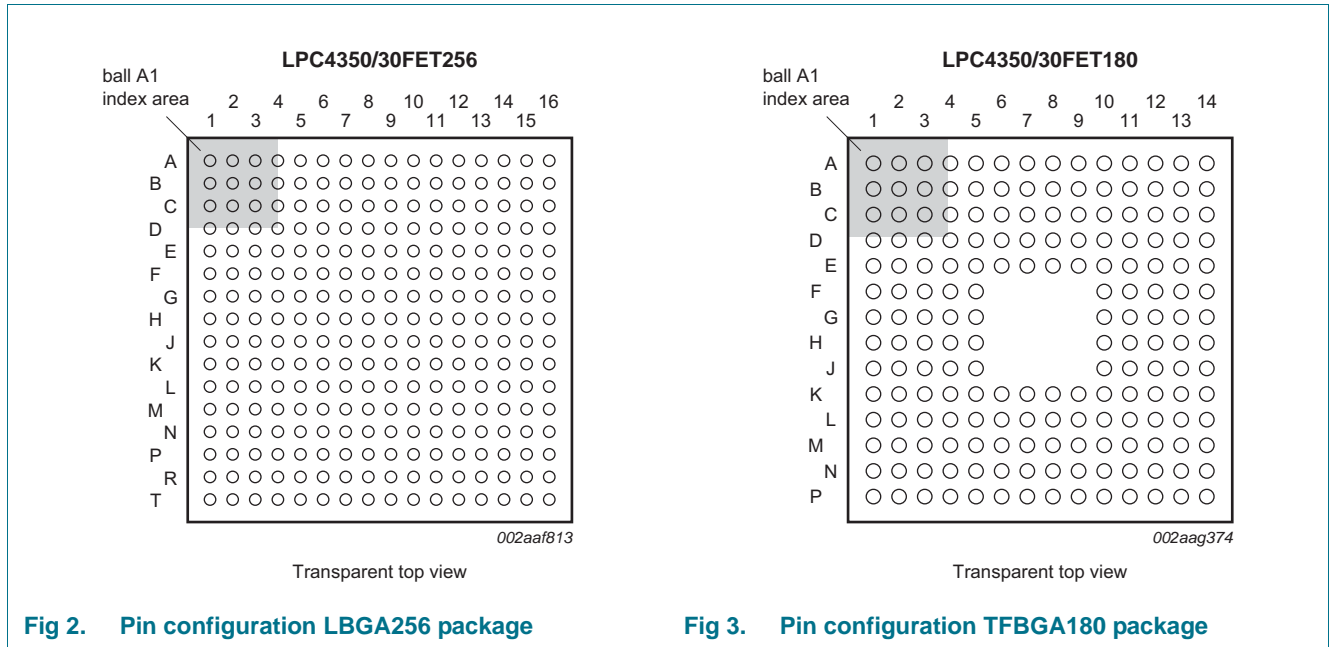 LPC4350/30FET256
ball A1
index area
2 4 6 8 10 12 14 16
1 3 5 7 9 11 13 15
A
B
C
D
E
F
G
H
J
K
L
M
N
P
R
T
002aaf813
Transparent top view
Fig 2. Pin configuration LBGA256 package
LPC4350/30FET180
ball A1
index area
2 4 6 8 10 12 14
1 3 5 7 9 11 13
A
B
C
D
E
F
G
H
J
K
L
M
N
P
002aag374
Transparent top view
Fig 3. Pin configuration TFBGA180 package